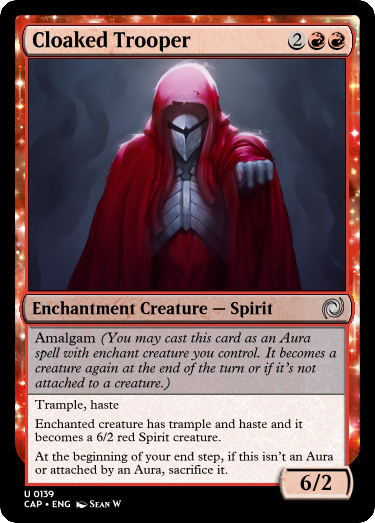 Cloaked Trooper 2
Enchantment Creature — Spirit
Amalgam (You may cast this card as an Aura
spell with enchant creature you control. It becomes a
creature again at the end of the turn or if it's not
attached to a creature.)
Trample, haste
Enchanted creature has trample and haste and it
becomes a 6/2 red Spirit creature.
At the beginning of your end step, if this isn't an Aura
or attached by an Aura, sacrifice it.
6/2
U 0139
CAP • ENG Sean W